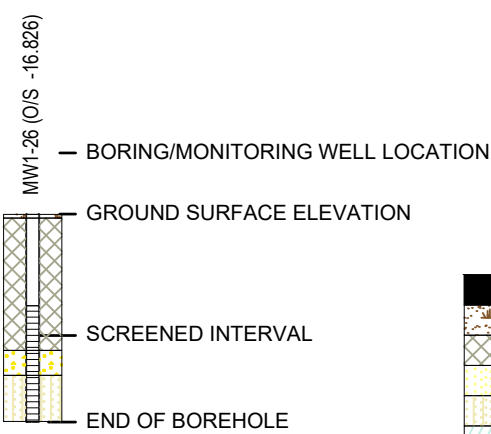 MW1-26 (O/S -16.826)
BORING/MONITORING WELL LOCATION
GROUND SURFACE ELEVATION
SCREENED INTERVAL
END OF BOREHOLE